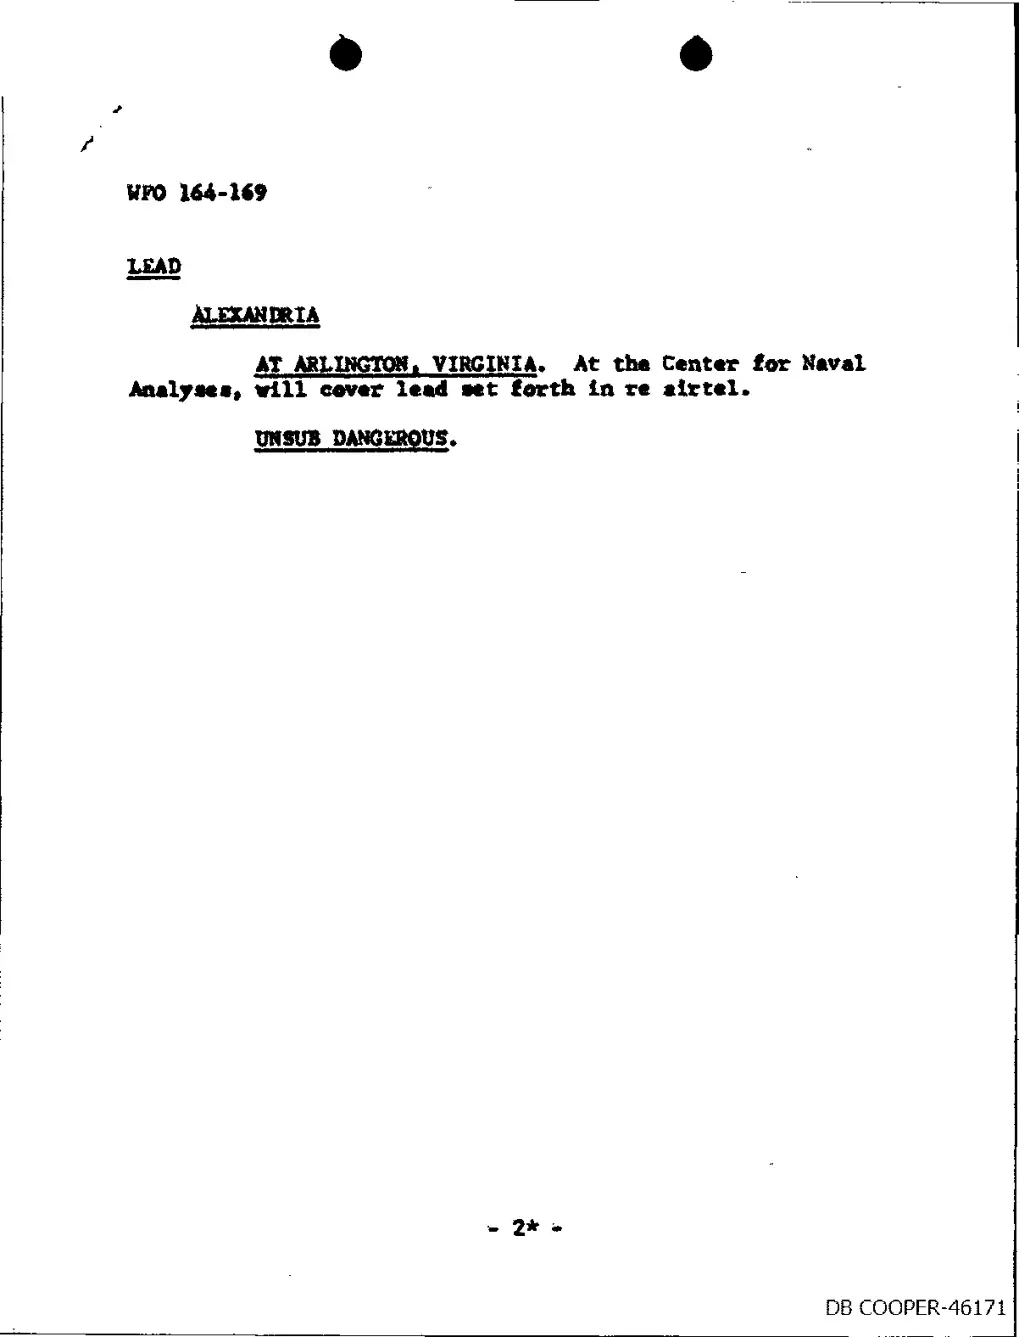 WFO 164-169
LEAD
ALEXANDRIA
AT ARLINGTON, VIRGINIA. At the Center for Naval
Analyses, will cover lead set forth in re airtel.
UNSUB DANGEROUS.
- 2* -
DB COOPER-46171